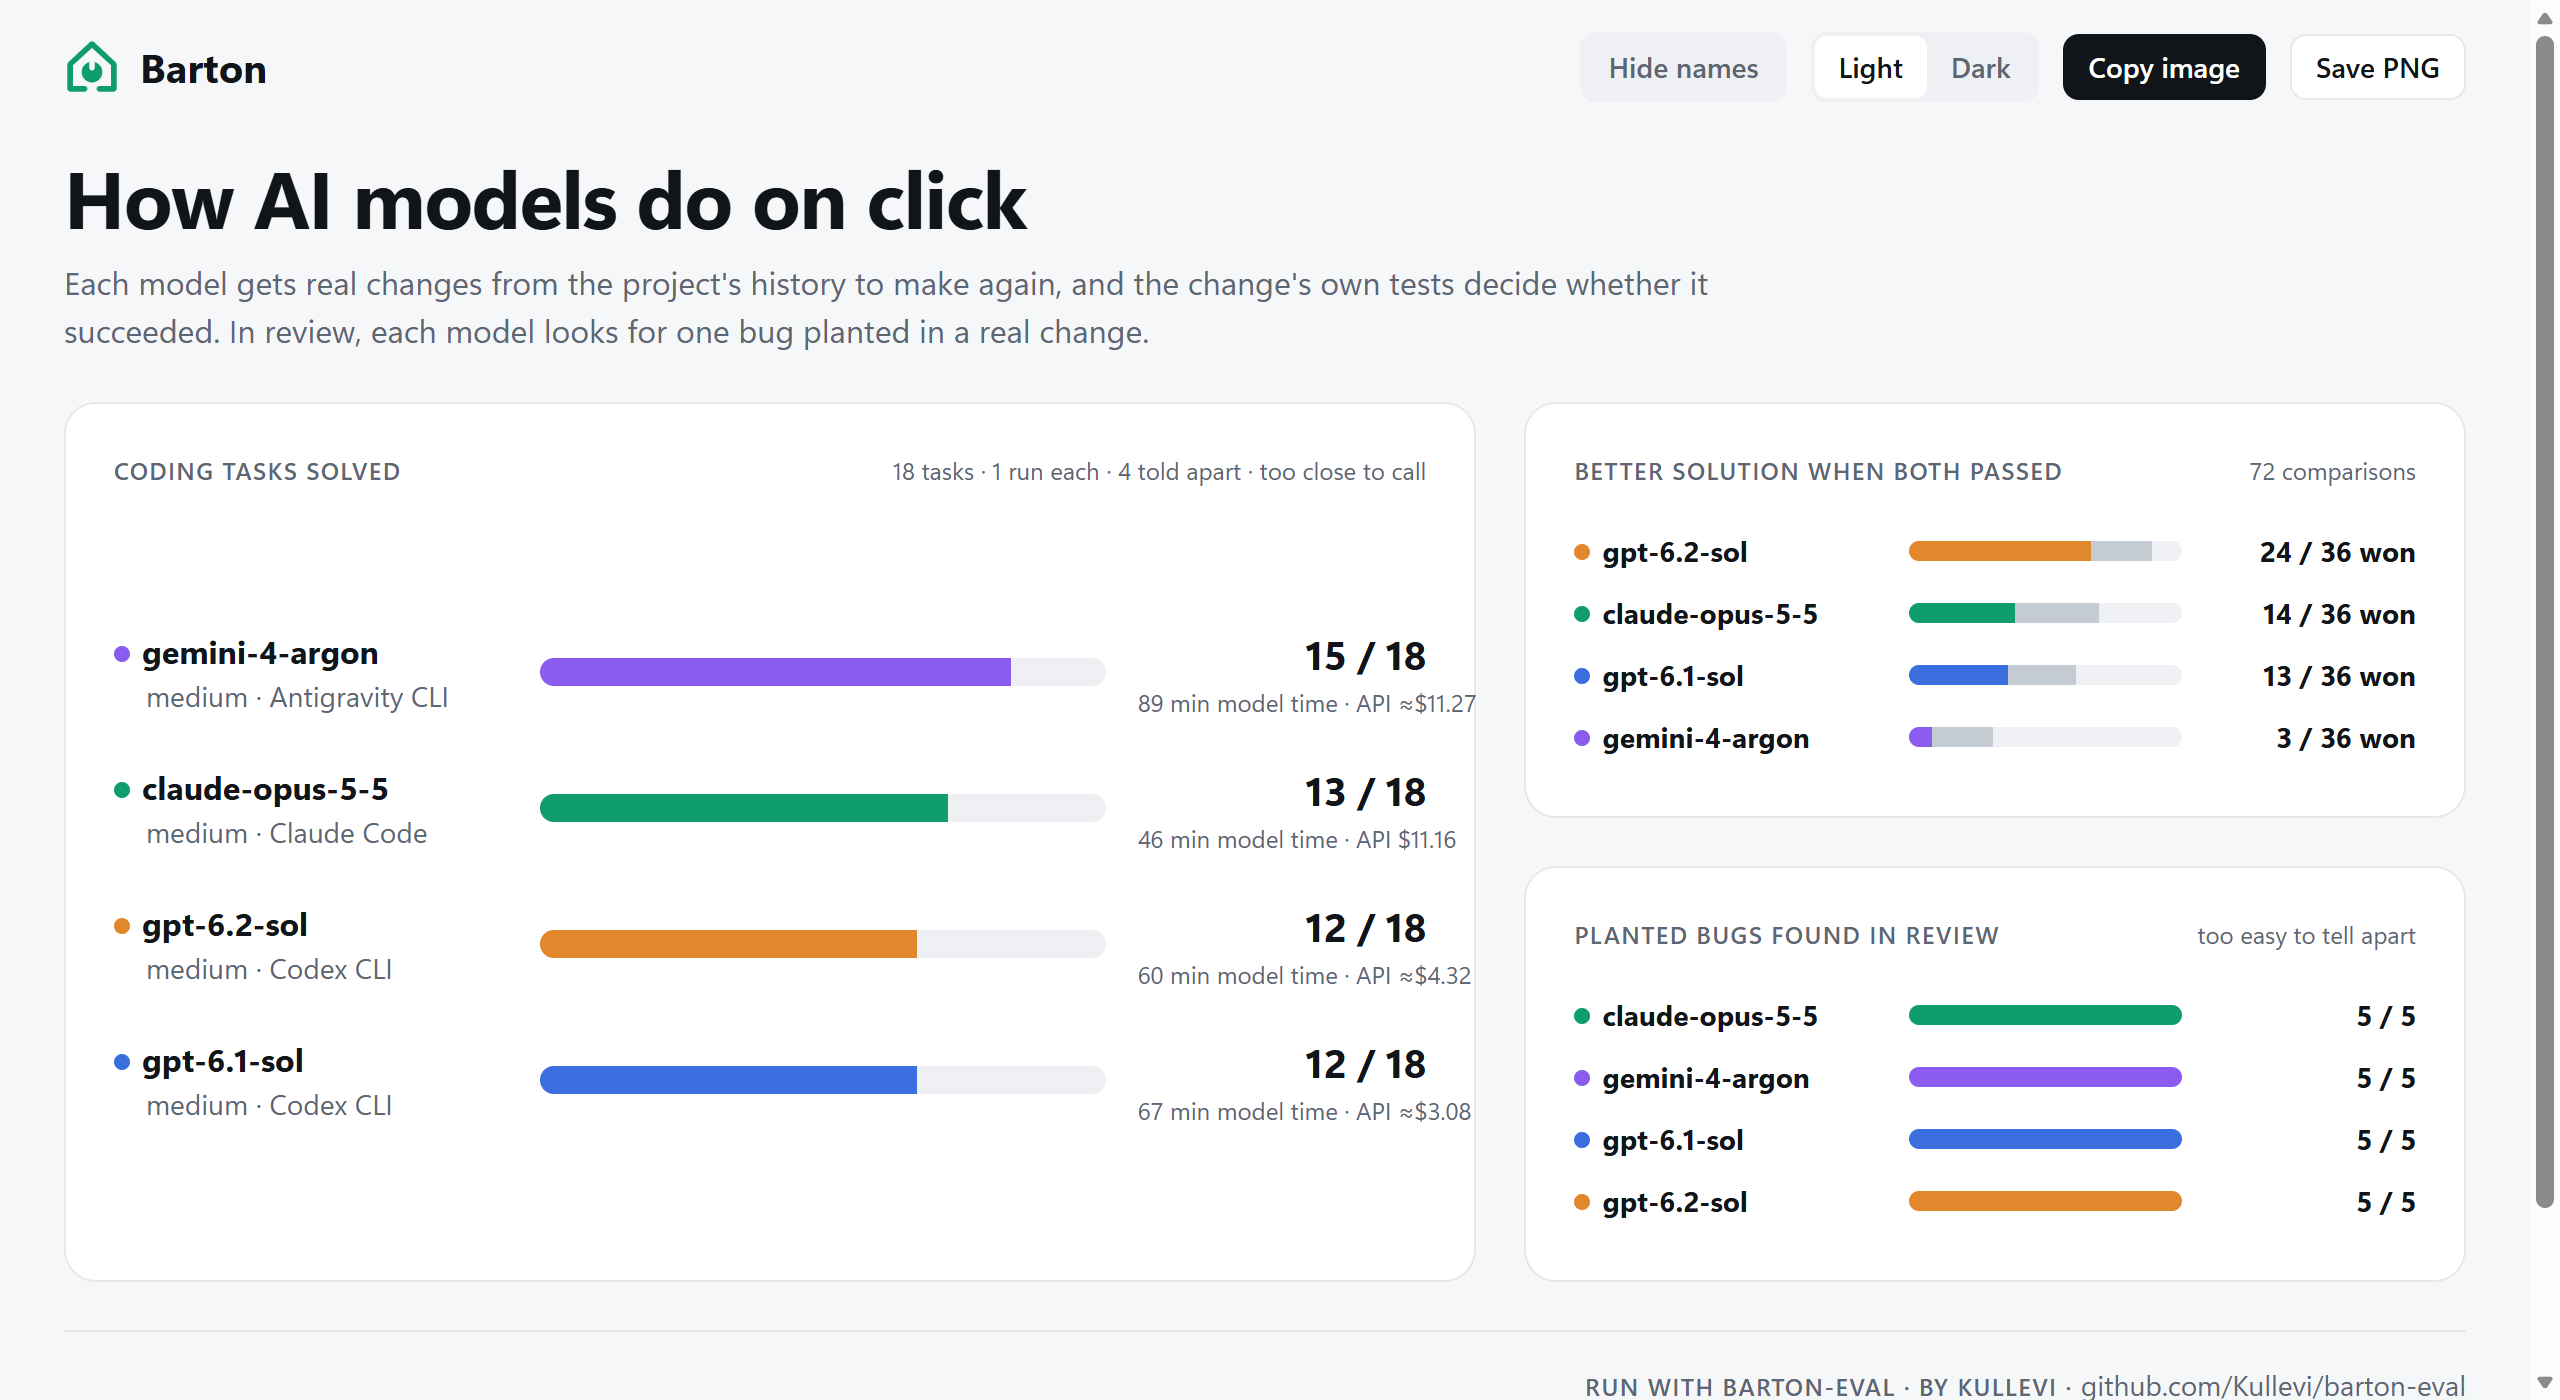 Barton
Hide names
Light
Dark
Copy image
Save PNG
How AI models do on click
Each model gets real changes from the project's history to make again, and the change's own tests decide whether it
succeeded. In review, each model looks for one bug planted in a real change.
CODING TASKS SOLVED
18 tasks · 1 run each · 4 told apart · too close to call
gemini-4-argon
medium · Antigravity CLI
15 / 18
89 min model time · API ≈$11.27
claude-opus-5-5
medium · Claude Code
13 / 18
46 min model time · API $11.16
gpt-6.2-sol
medium · Codex CLI
12 / 18
60 min model time · API ≈$4.32
gpt-6.1-sol
medium · Codex CLI
12 / 18
67 min model time · API ≈$3.08
BETTER SOLUTION WHEN BOTH PASSED
72 comparisons
gpt-6.2-sol
24 / 36 won
claude-opus-5-5
14 / 36 won
gpt-6.1-sol
13 / 36 won
gemini-4-argon
3 / 36 won
PLANTED BUGS FOUND IN REVIEW
too easy to tell apart
claude-opus-5-5
5 / 5
gemini-4-argon
5 / 5
gpt-6.1-sol
5 / 5
gpt-6.2-sol
5 / 5
RUN WITH BARTON-EVAL · BY KULLEVI · github.com/Kullevi/barton-eval